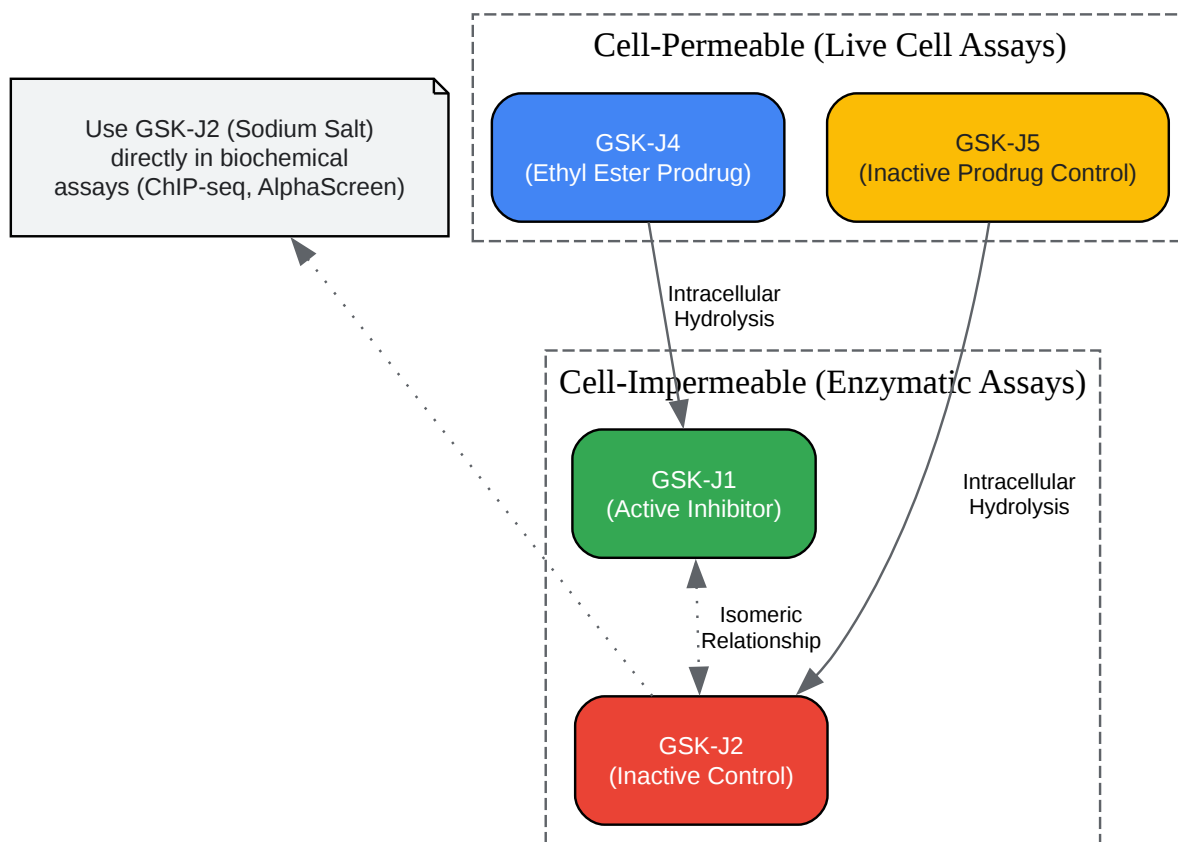 Cell-Permeable (Live Cell Assays)
Use GSK-J2 (Sodium Salt)
directly in biochemical
assays (ChIP-seq, AlphaScreen)
GSK-J4
(Ethyl Ester Prodrug)
GSK-J5
(Inactive Prodrug Control)
Intracellular
Hydrolysis
Cell-Impermeable (Enzymatic Assays)
GSK-J1
(Active Inhibitor)
Intracellular
Hydrolysis
Isomeric
Relationship
GSK-J2
(Inactive Control)